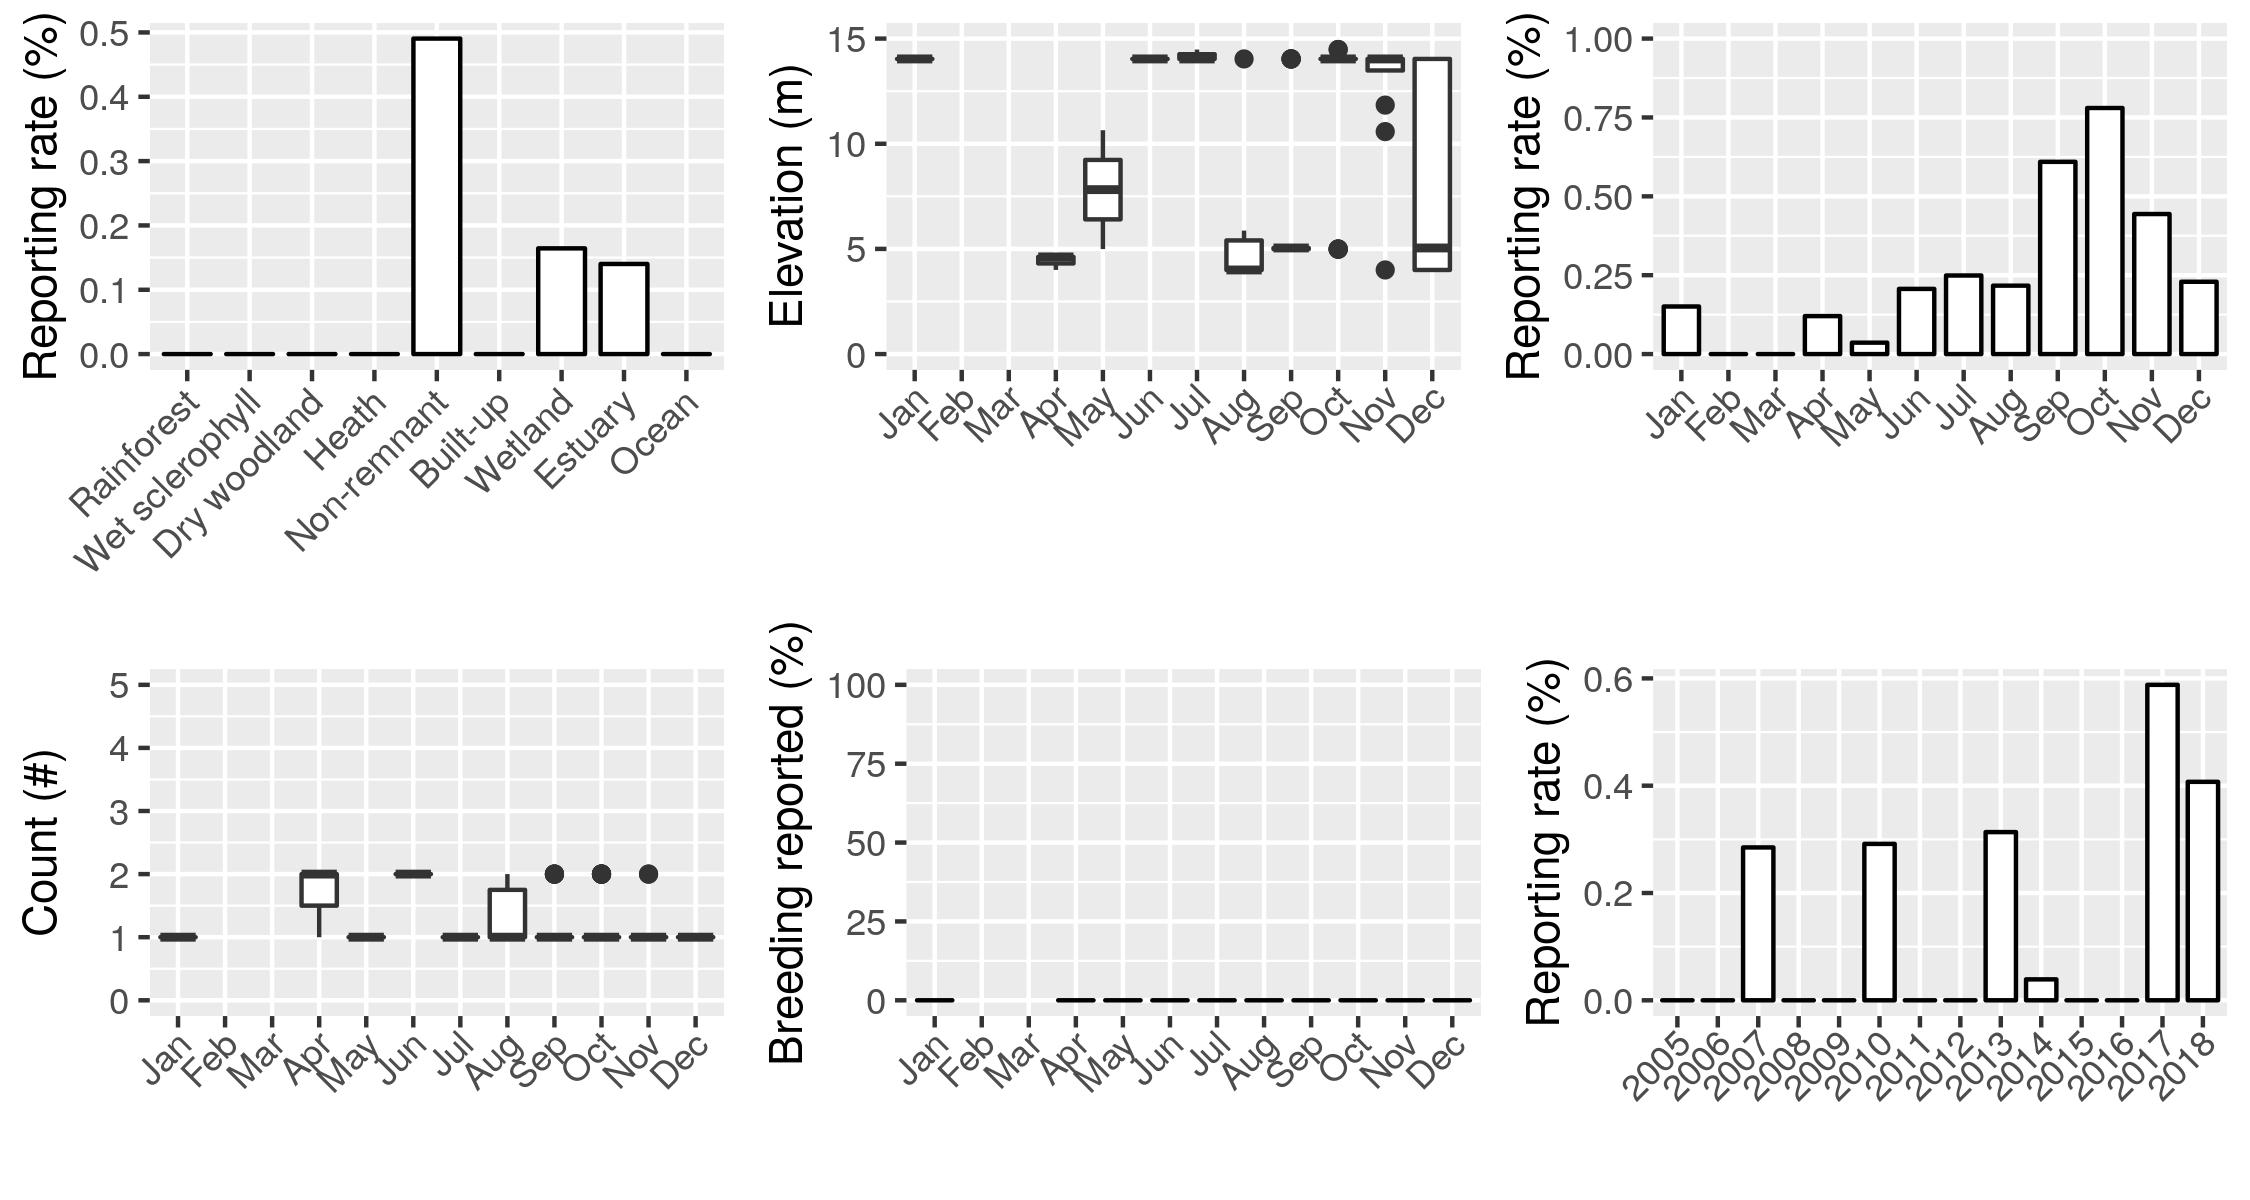 Reporting rate (%)
0.5
0.4
0.3
0.2
0.1
0.0
Rainforest
Wet sclerophyll
Dry woodland
Heath
Non-remnant
Built-up
Wetland
Estuary
Ocean
Elevation (m)
15
10
5
0
Jan
Feb
Mar
Apr
May
Jun
Jul
Aug
Sep
Oct
Nov
Dec
Reporting rate (%)
1.00
0.75
0.50
0.25
0.00
Jan
Feb
Mar
Apr
May
Jun
Jul
Aug
Sep
Oct
Nov
Dec
Count (#)
5
4
3
2
1
0
Jan
Feb
Mar
Apr
May
Jun
Jul
Aug
Sep
Oct
Nov
Dec
Breeding reported (%)
100
75
50
25
0
Jan
Feb
Mar
Apr
May
Jun
Jul
Aug
Sep
Oct
Nov
Dec
Reporting rate (%)
0.6
0.4
0.2
0.0
2005
2006
2007
2008
2009
2010
2011
2012
2013
2014
2015
2016
2017
2018